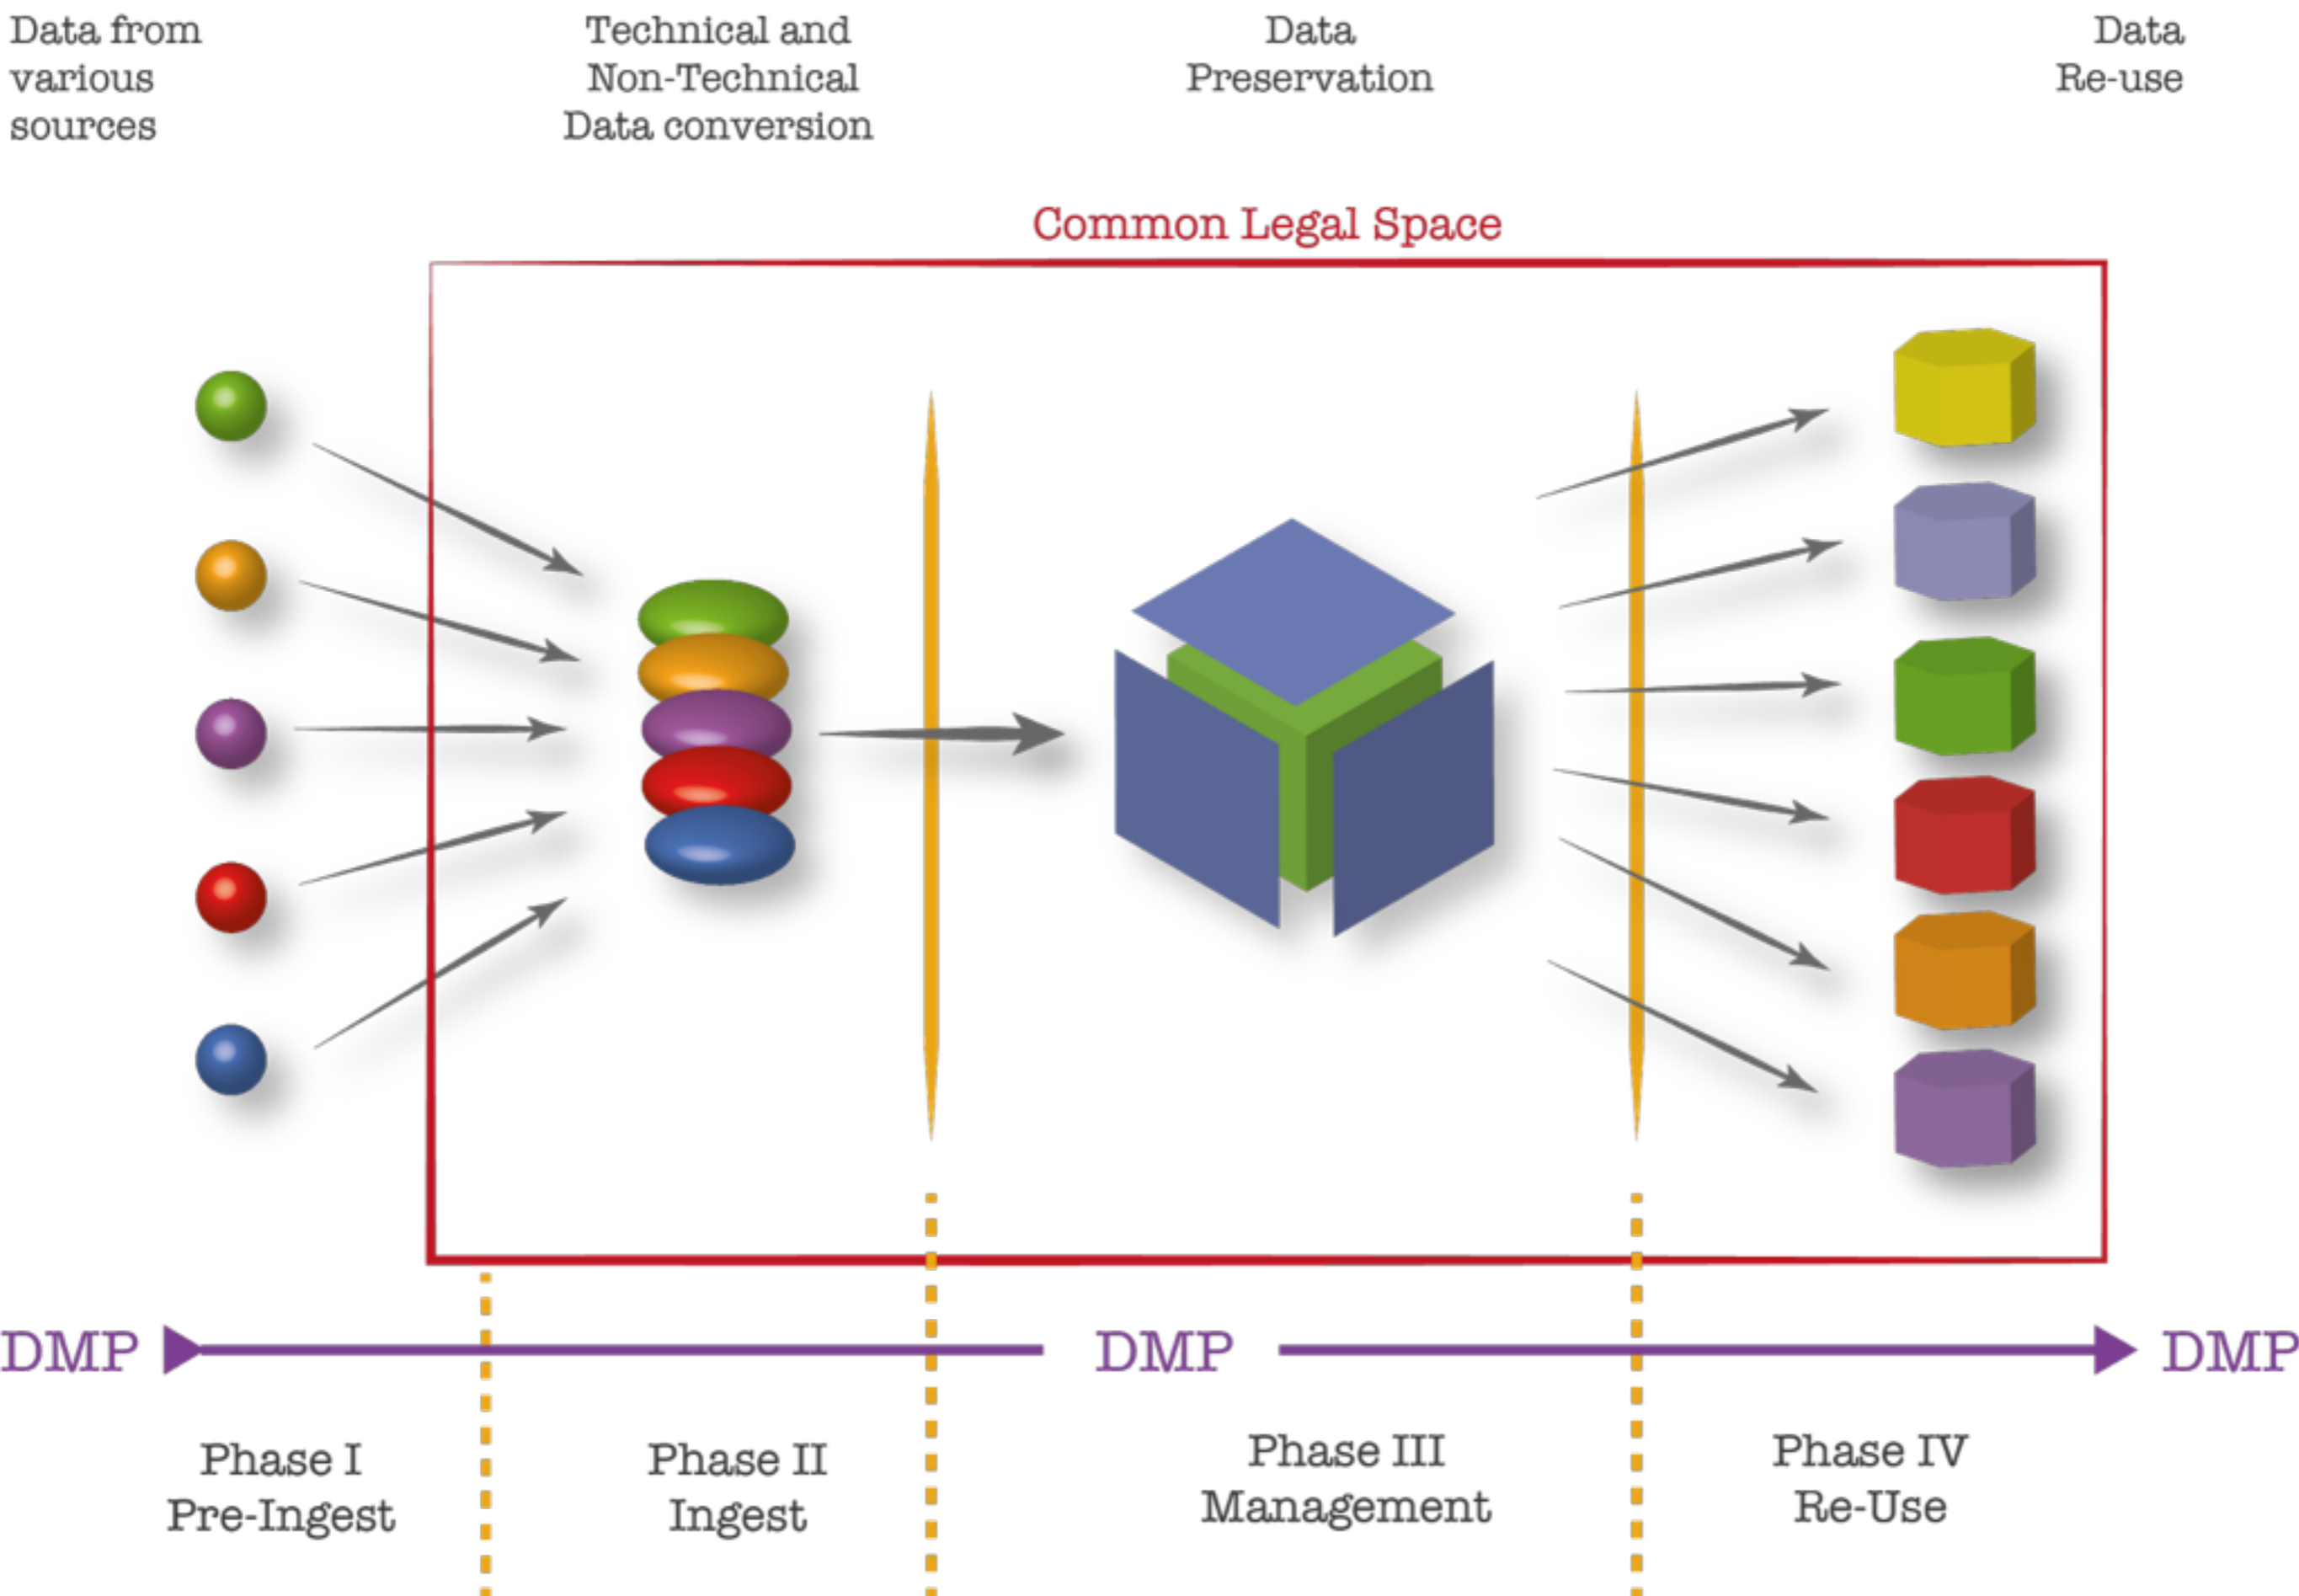 Data from
various
sources
Technical and
Non-Technical
Data conversion
Data
Preservation
Data
Re-use
Common Legal Space
DMP
DMP
DMP
Phase I
Pre-Ingest
Phase II
Ingest
Phase III
Management
Phase IV
Re-Use